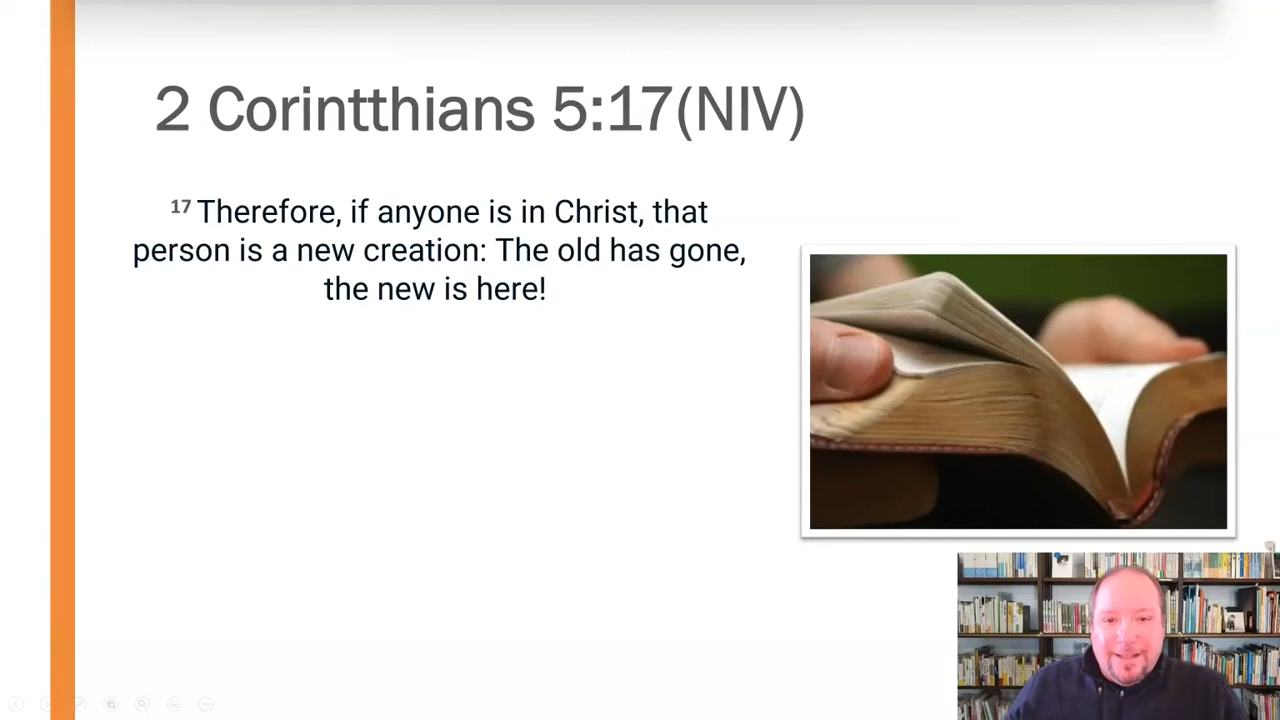 2 Corintthians 5:17(NIV)
17 Therefore, if anyone is in Christ, that
person is a new creation: The old has gone,
the new is here!